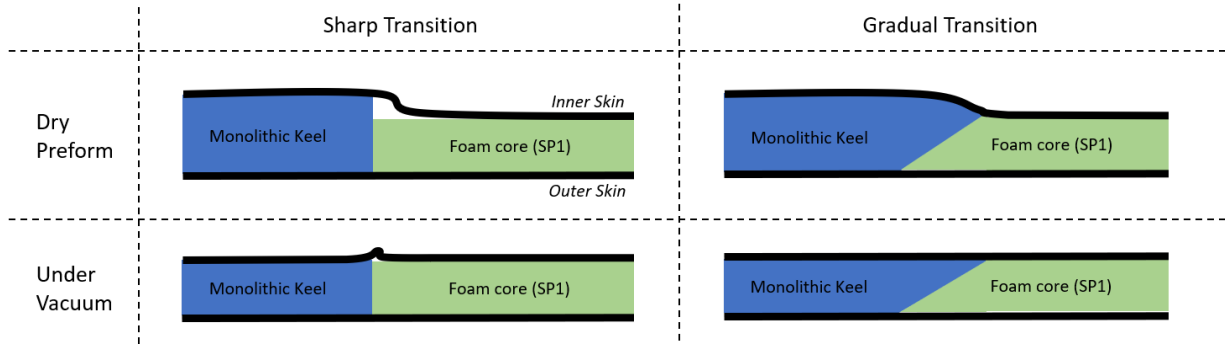 Sharp Transition
Gradual Transition
Dry
Preform
Inner Skin
Monolithic Keel
Foam core (SP1)
Outer Skin
Monolithic Keel
Foam core (SP1)
Under
Vacuum
Monolithic Keel
Foam core (SP1)
Monolithic Keel
Foam core (SP1)